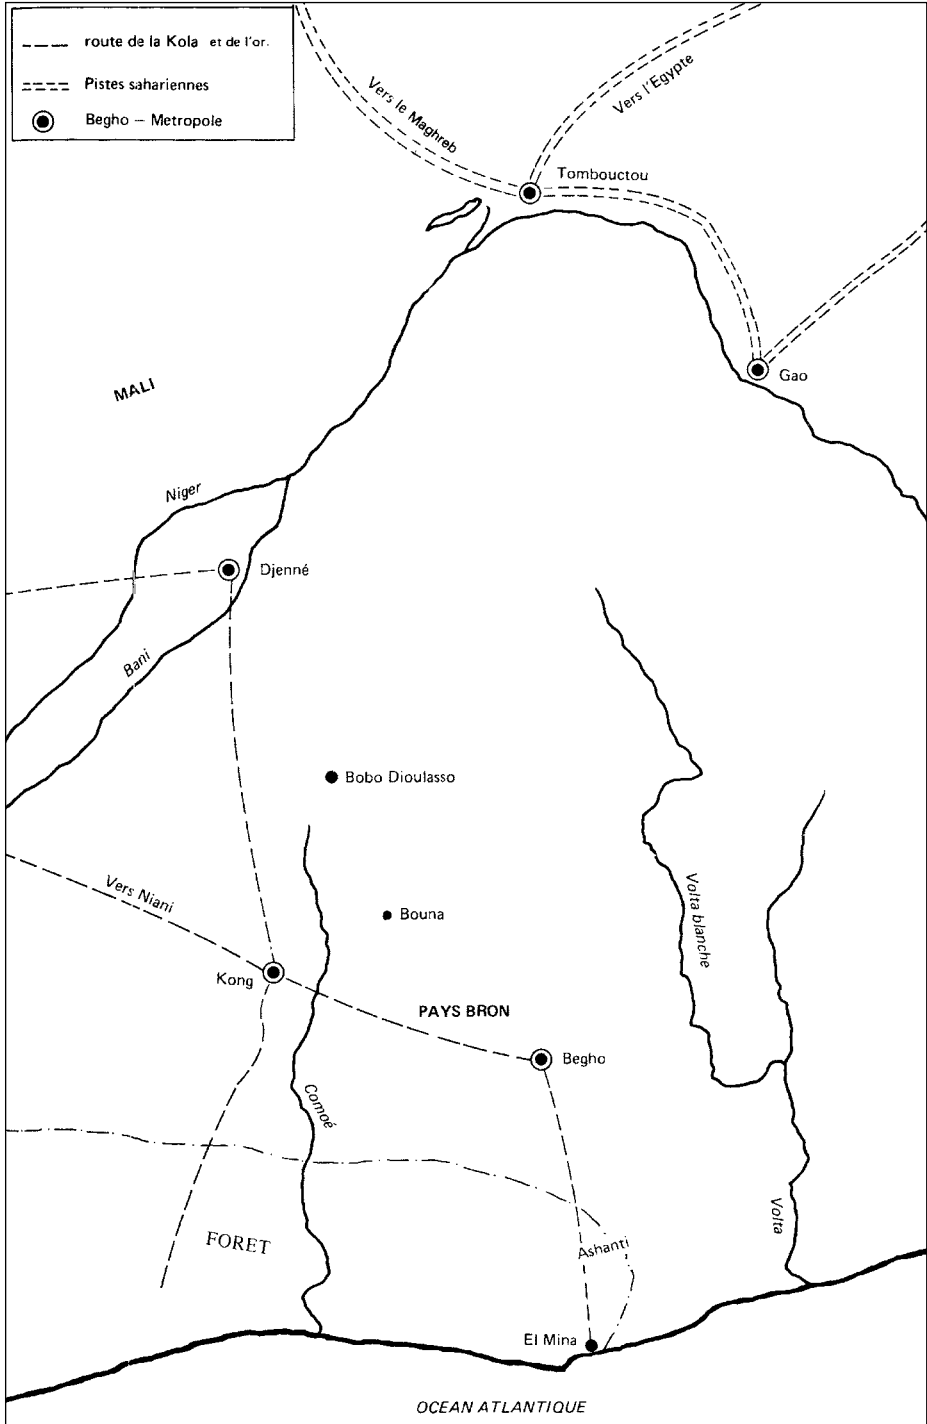 route de la Kola et de l'or.
Pistes sahariennes
Begho — Metropole
Vers le Maghreb
Vers l'Egypte
Tombouctou
Gao
MALI
Niger
Djenné
Bani
Bobo Dioulasso
Vers Niani
Bouna
Volta blanche
Kong
PAYS BRON
Begho
Comoé
Volta
FORET
Ashanti
El Mina
OCEAN ATLANTIQUE